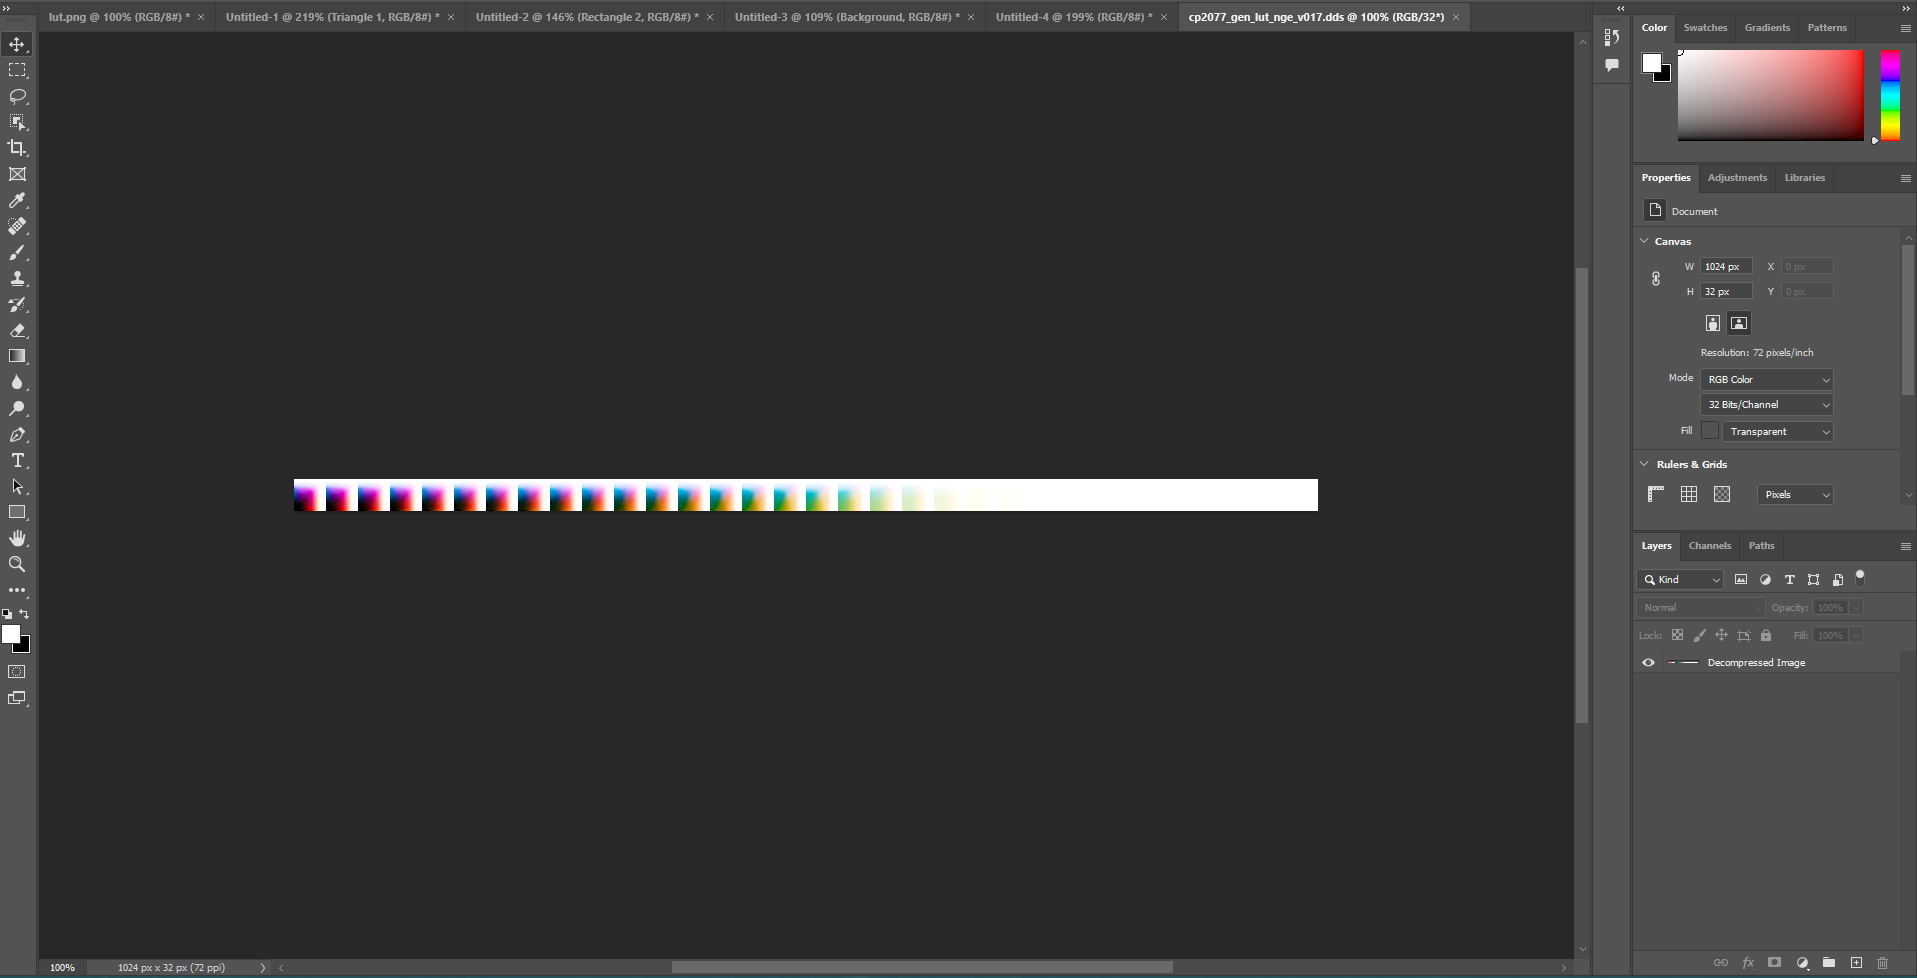 lut.png @ 100% (RGB/8#) * Untitled-1 @ 219% (Triangle 1, RGB/8#) * Untitled-2 @ 146% (Rectangle 2, RGB/8#) * Untitled-3 @ 109% (Background, RGB/8#) * Untitled-4 @ 199% (RGB/8#) * cp2077_gen_lut_nge_v017.dds @ 100% (RGB/32*)
Color Swatches Gradients Patterns
Properties Adjustments Libraries
Document
Canvas
W 1024 px X 0 px
H 32 px Y 0 px
Resolution: 72 pixels/inch
Mode RGB Color
32 Bits/Channel
Fill Transparent
Rulers & Grids
Pixels
Layers Channels Paths
Kind
Normal Opacity: 100%
Lock: Fill: 100%
Decompressed Image
100% 1024 px x 32 px (72 ppi)